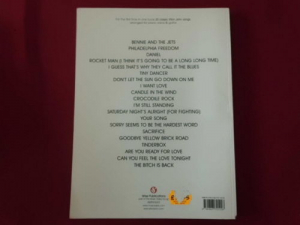 BENNIE AND THE JETS
PHILADELPHIA FREEDOM
DANIEL
ROCKET MAN (I THINK IT'S GOING TO BE A LONG LONG TIME)
I GUESS THAT'S WHY THEY CALL IT THE BLUES
TINY DANCER
DON'T LET THE SUN GO DOWN ON ME
I WANT LOVE
CANDLE IN THE WIND
CROCODILE ROCK
I'M STILL STANDING
SATURDAY NIGHT'S ALRIGHT (FOR FIGHTING)
YOUR SONG
SORRY SEEMS TO BE THE HARDEST WORD
SACRIFICE
GOODBYE YELLOW BRICK ROAD
TINDERBOX
ARE YOU READY FOR LOVE
CAN YOU FEEL THE LOVE TONIGHT
THE BITCH IS BACK